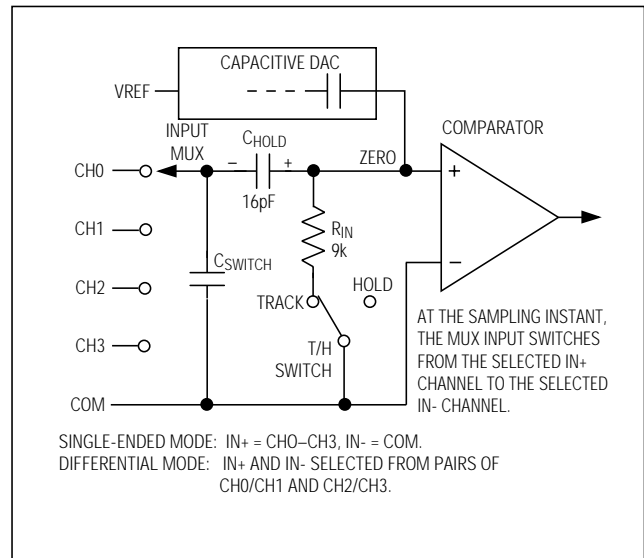 CAPACITIVE DAC
VREF
COMPARATOR
INPUT
MUX
CHOLD
ZERO
−
+
+
CH0
16pF
CH1
RIN
9k
−
CSWITCH
HOLD
CH2
TRACK
AT THE SAMPLING INSTANT,
THE MUX INPUT SWITCHES
FROM THE SELECTED IN+
CHANNEL TO THE SELECTED
IN- CHANNEL.
CH3
T/H
SWITCH
COM
SINGLE-ENDED MODE: IN+ = CHO–CH3, IN- = COM.
DIFFERENTIAL MODE: IN+ AND IN- SELECTED FROM PAIRS OF
CH0/CH1 AND CH2/CH3.